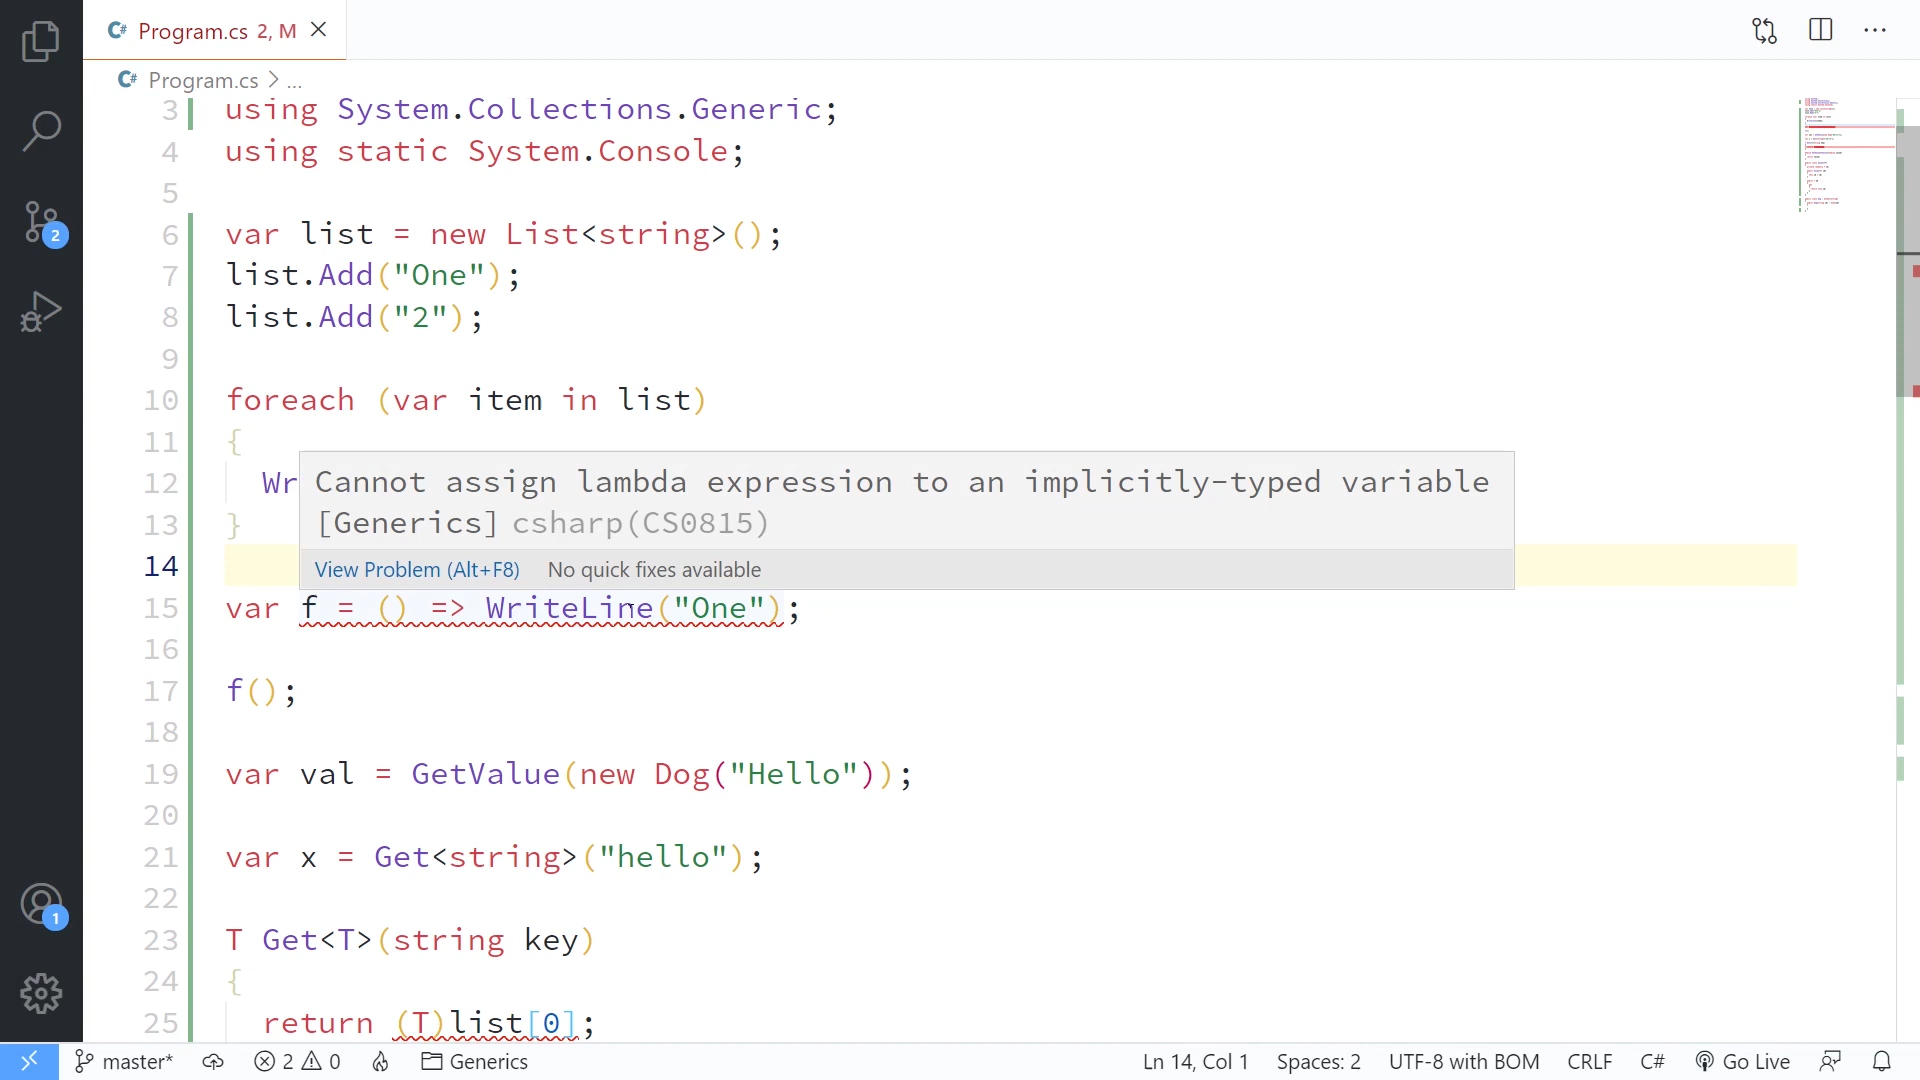 C# Program.cs 2, M
C# Program.cs > ...
3 using System.Collections.Generic;
4 using static System.Console;
5
6 var list = new List<string>();
7 list.Add("One");
8 list.Add("2");
9
10 foreach (var item in list)
11 {
12 Wr
Cannot assign lambda expression to an implicitly-typed variable
[Generics] csharp(CS0815)
13 }
View Problem (Alt+F8) No quick fixes available
14
15 var f = () => WriteLine("One");
16
17 f();
18
19 var val = GetValue(new Dog("Hello"));
20
21 var x = Get<string>("hello");
22
23 T Get<T>(string key)
24 {
25 return (T)list[0];
2
1
master* 2 0 Generics Ln 14, Col 1 Spaces: 2 UTF-8 with BOM CRLF C# Go Live